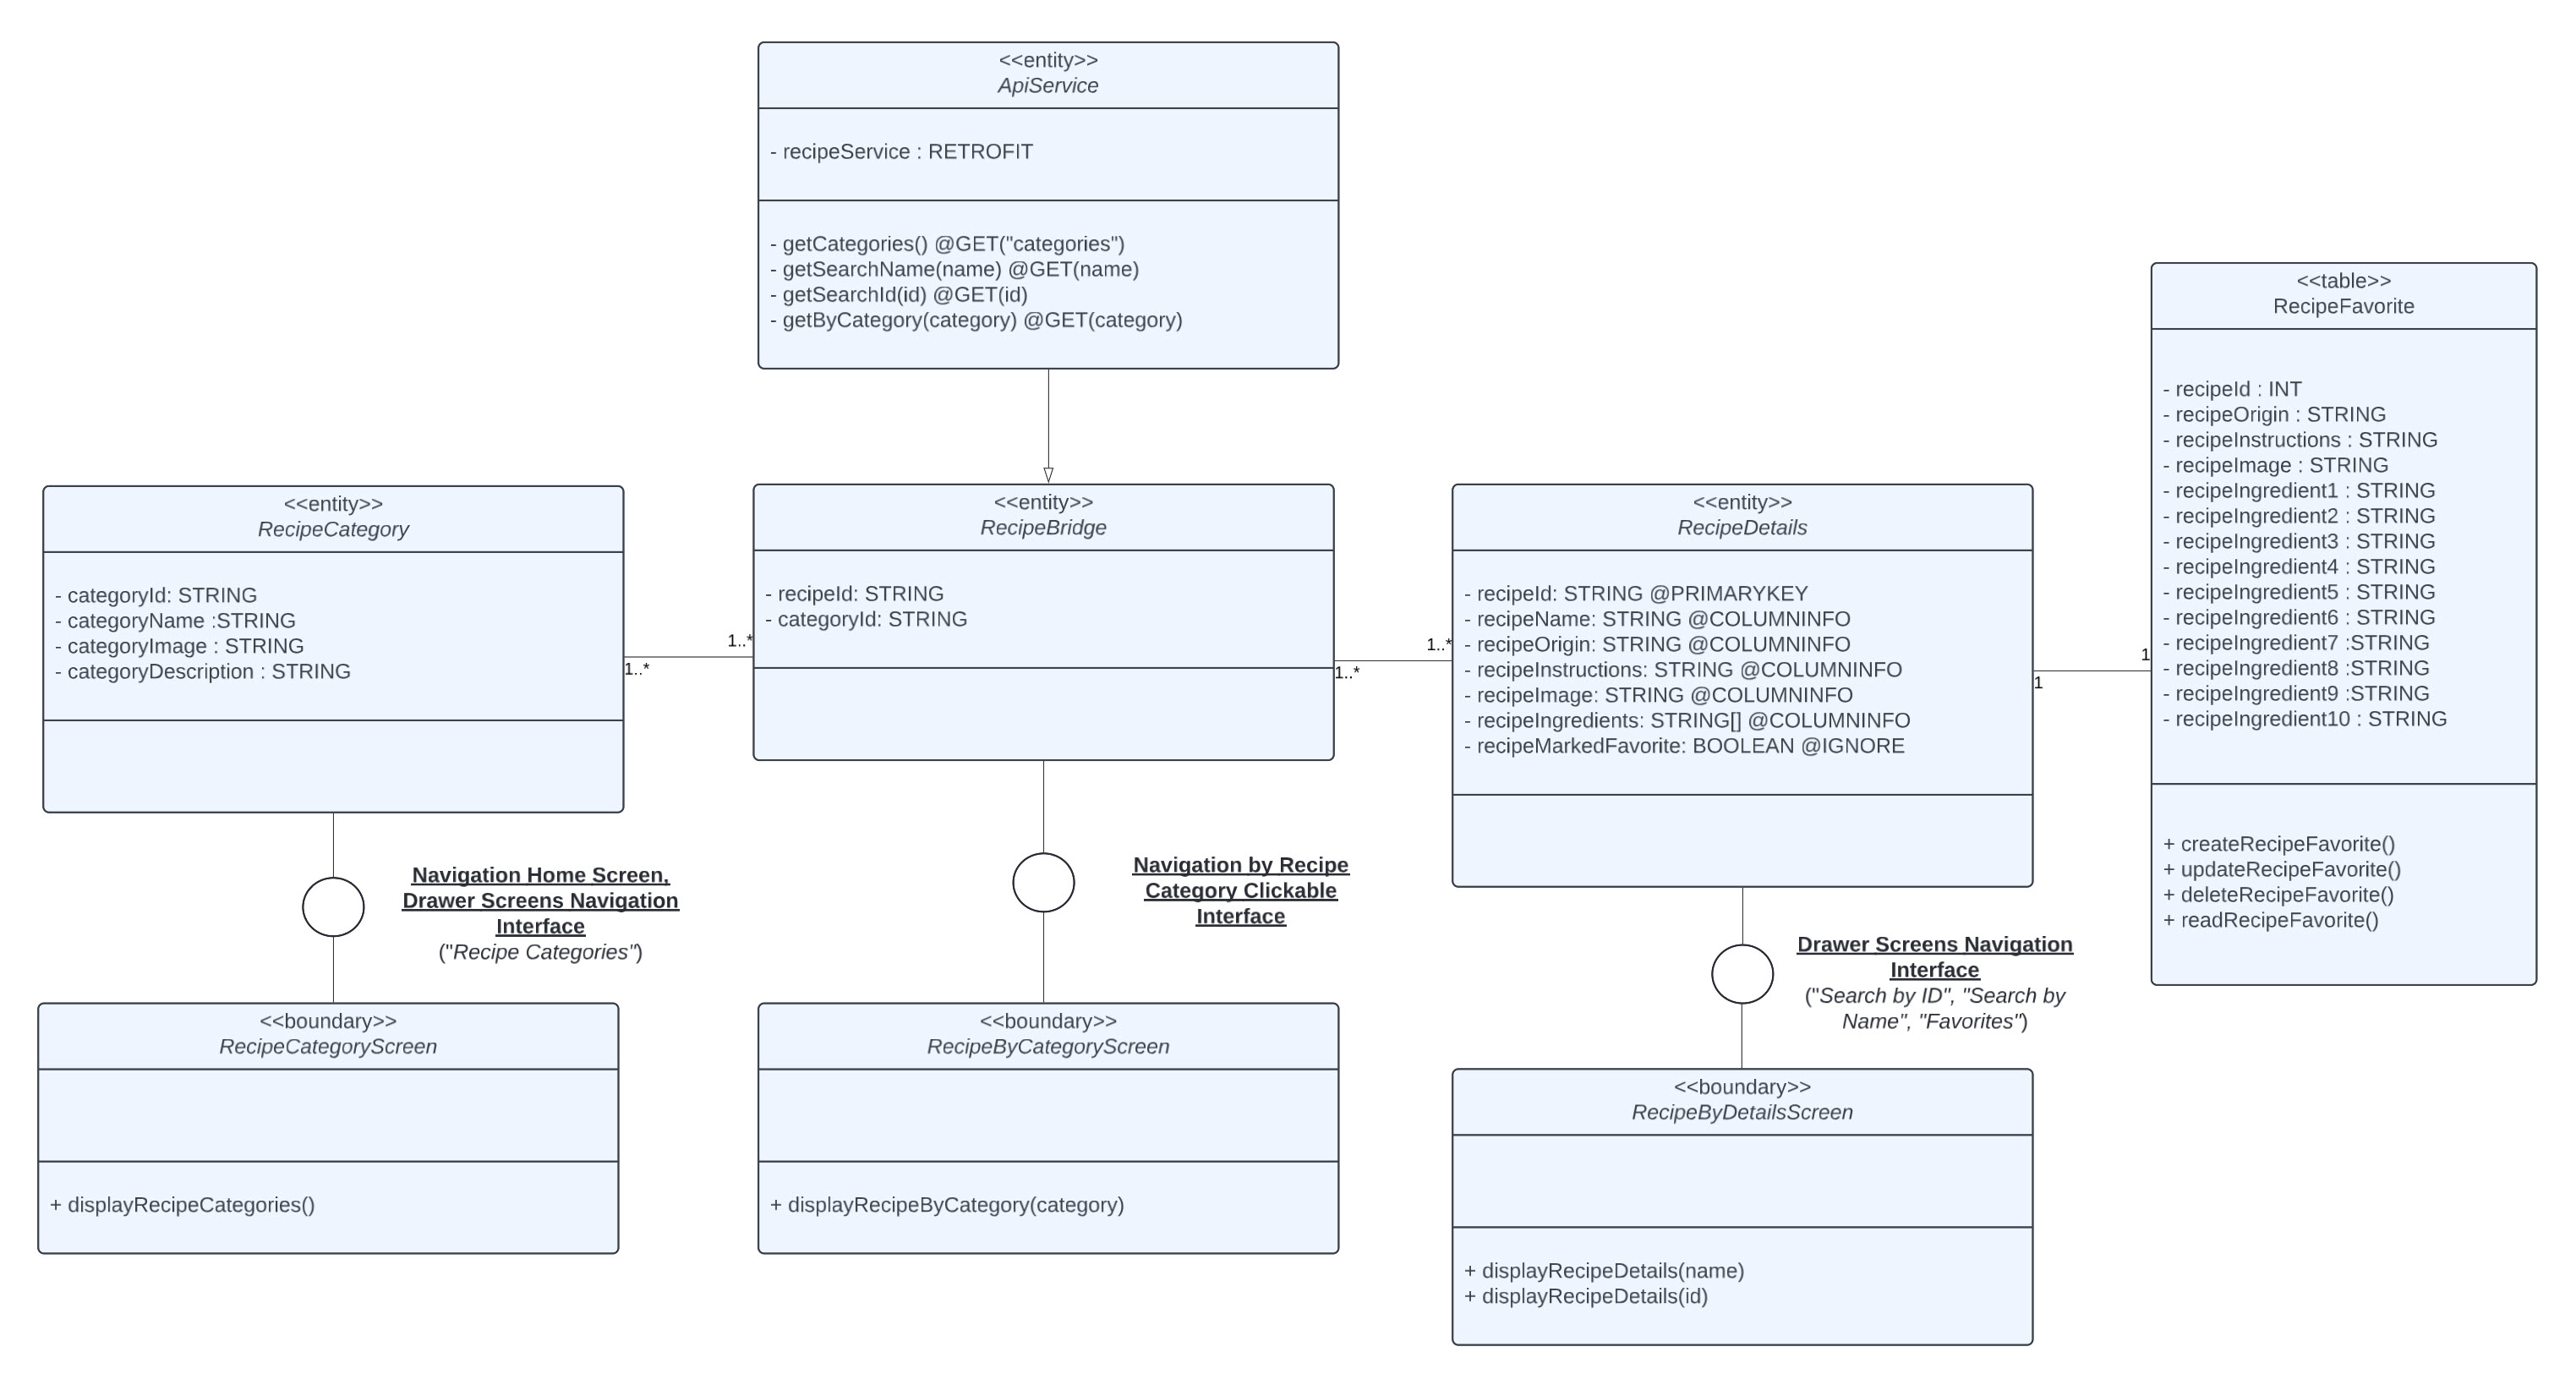 <<entity>>
ApiService
- recipeService : RETROFIT
- getCategories() @GET("categories")
- getSearchName(name) @GET(name)
- getSearchId(id) @GET(id)
- getByCategory(category) @GET(category)
<<table>>
RecipeFavorite
- recipeId : INT
- recipeOrigin : STRING
- recipeInstructions : STRING
- recipeImage : STRING
- recipeIngredient1 : STRING
- recipeIngredient2 : STRING
- recipeIngredient3 : STRING
- recipeIngredient4 : STRING
- recipeIngredient5 : STRING
- recipeIngredient6 : STRING
- recipeIngredient7 :STRING
- recipeIngredient8 :STRING
- recipeIngredient9 :STRING
- recipeIngredient10 : STRING
+ createRecipeFavorite()
+ updateRecipeFavorite()
+ deleteRecipeFavorite()
+ readRecipeFavorite()
<<entity>>
RecipeCategory
- categoryId: STRING
- categoryName :STRING
- categoryImage : STRING
- categoryDescription : STRING
1..*
1..*
<<entity>>
RecipeBridge
- recipeId: STRING
- categoryId: STRING
1..*
1..*
<<entity>>
RecipeDetails
- recipeId: STRING @PRIMARYKEY
- recipeName: STRING @COLUMNINFO
- recipeOrigin: STRING @COLUMNINFO
- recipeInstructions: STRING @COLUMNINFO
- recipeImage: STRING @COLUMNINFO
- recipeIngredients: STRING[] @COLUMNINFO
- recipeMarkedFavorite: BOOLEAN @IGNORE
1
1
Navigation Home Screen,
Drawer Screens Navigation
Interface
("Recipe Categories")
Navigation by Recipe
Category Clickable
Interface
Drawer Screens Navigation
Interface
("Search by ID", "Search by
Name", "Favorites")
<<boundary>>
RecipeCategoryScreen
+ displayRecipeCategories()
<<boundary>>
RecipeByCategoryScreen
+ displayRecipeByCategory(category)
<<boundary>>
RecipeByDetailsScreen
+ displayRecipeDetails(name)
+ displayRecipeDetails(id)